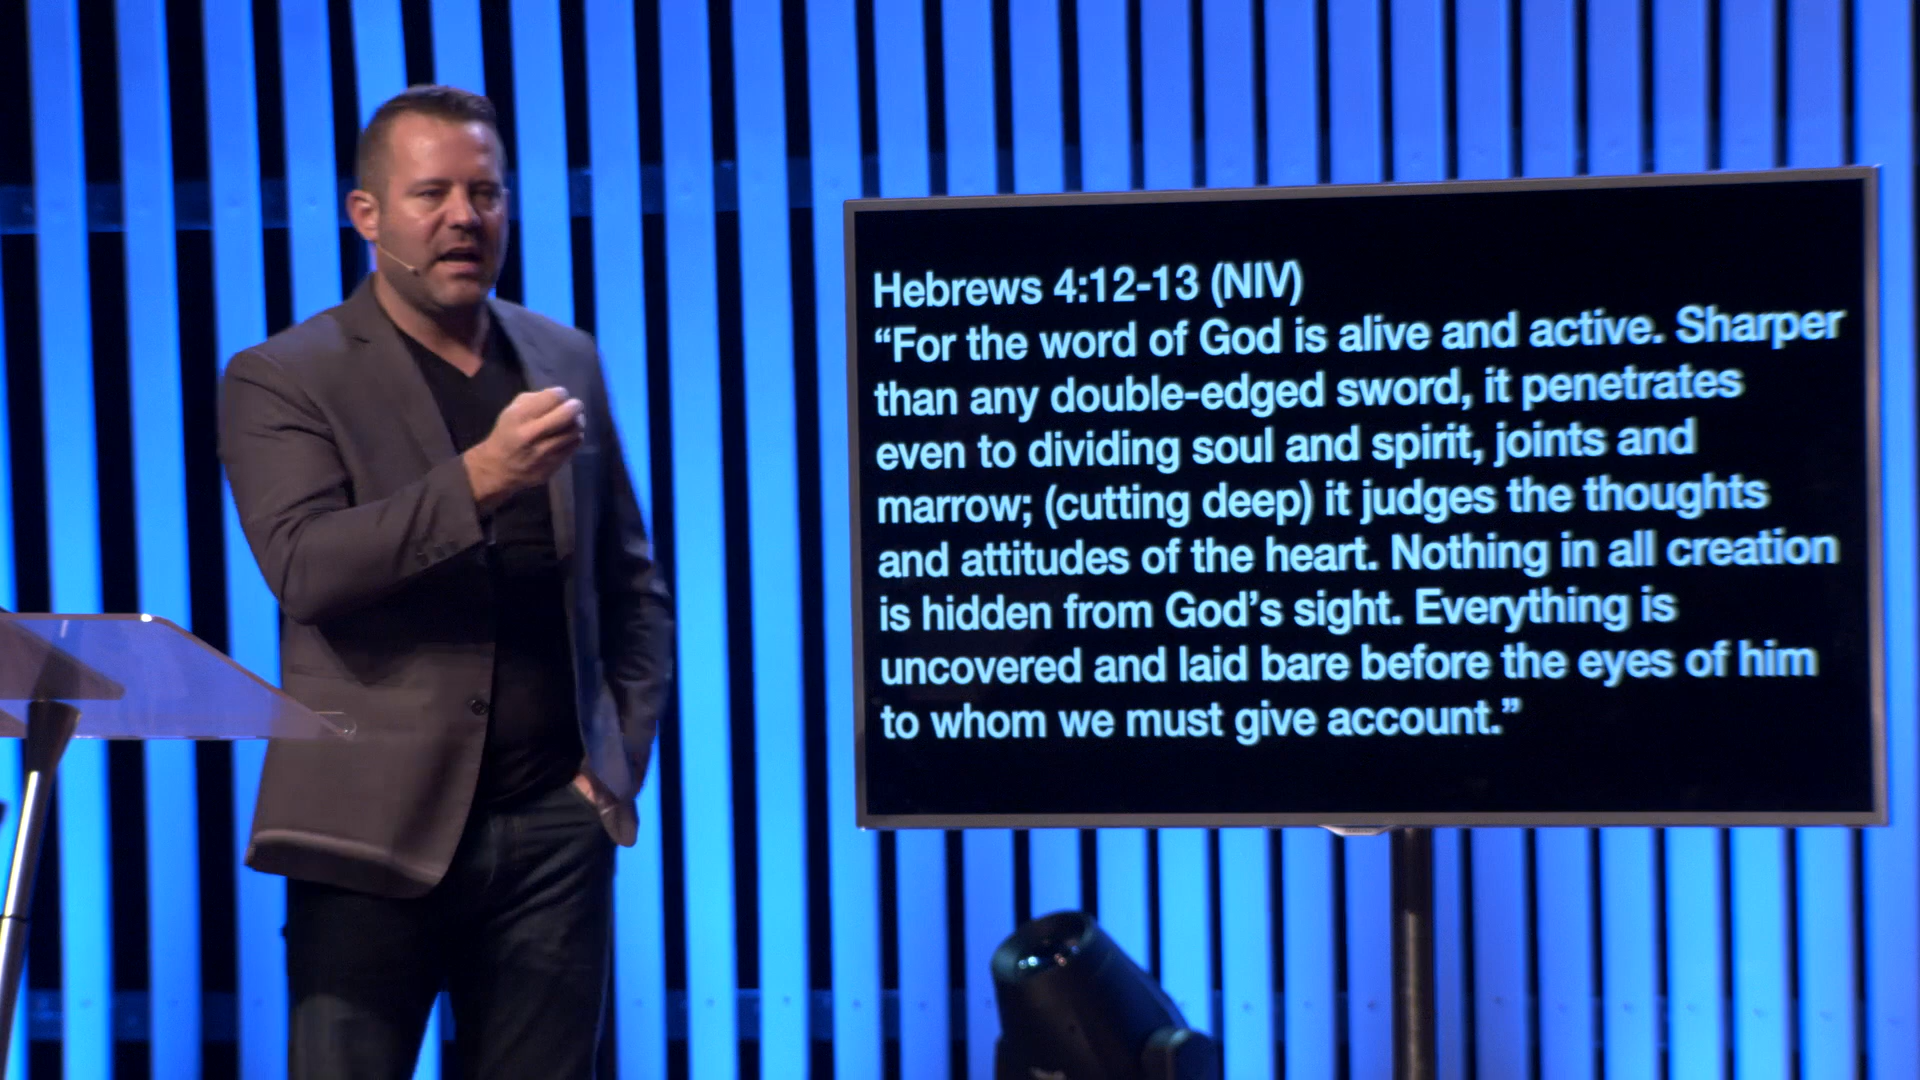 Hebrews 4:12-13 (NIV)
“For the word of God is alive and active. Sharper
than any double-edged sword, it penetrates
even to dividing soul and spirit, joints and
marrow; (cutting deep) it judges the thoughts
and attitudes of the heart. Nothing in all creation
is hidden from God’s sight. Everything is
uncovered and laid bare before the eyes of him
to whom we must give account.”